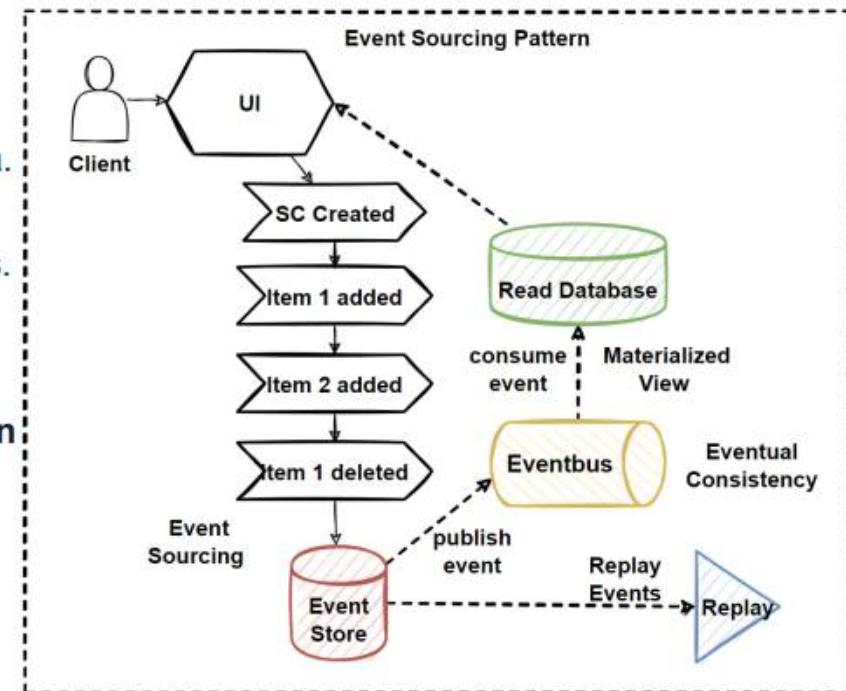 Event Sourcing Pattern
UI
Client
SC Created
Item 1 added
Item 2 added
Item 1 deleted
Event
Sourcing
Event
Store
publish
event
Eventbus
Eventual
Consistency
consume
event
Materialized
View
Read Database
Replay
Events
Replay